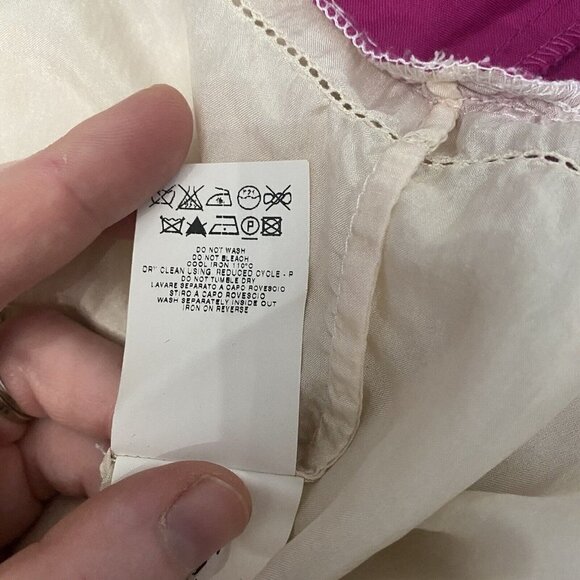 DO NOT WASH
DO NOT BLEACH
COOL IRON 110°C
DRY CLEAN USING REDUCED CYCLE - P
DO NOT TUMBLE DRY
LAVARE SEPARATO A CAPO ROVESCIO
STIRO A CAPO ROVESCIO
WASH SEPARATELY INSIDE OUT
IRON ON REVERSE